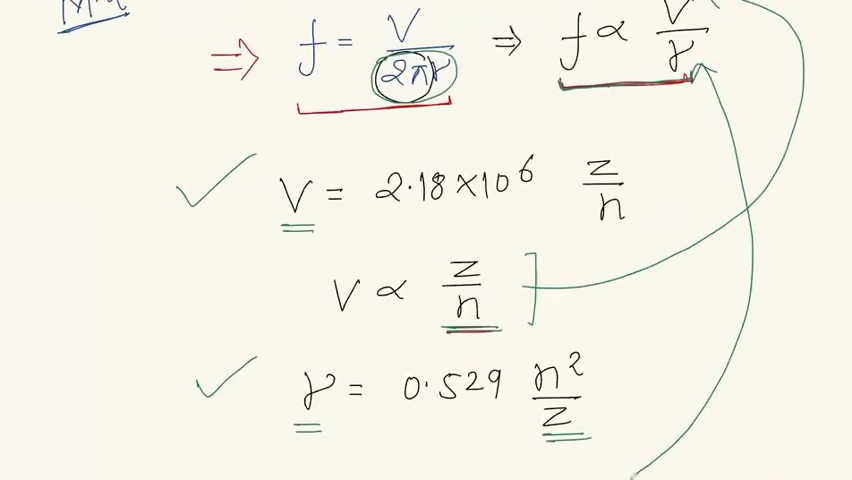 ⇒ f = V/2πr ⇒ f ∝ V/r
V = 2.18×10⁶ Z/n
V ∝ Z/n
r = 0.529 n²/Z